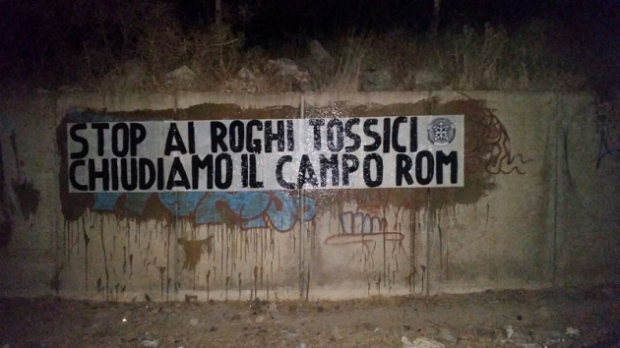 STOP AI ROGHI TOSSICI
CHIUDIAMO IL CAMPO ROM